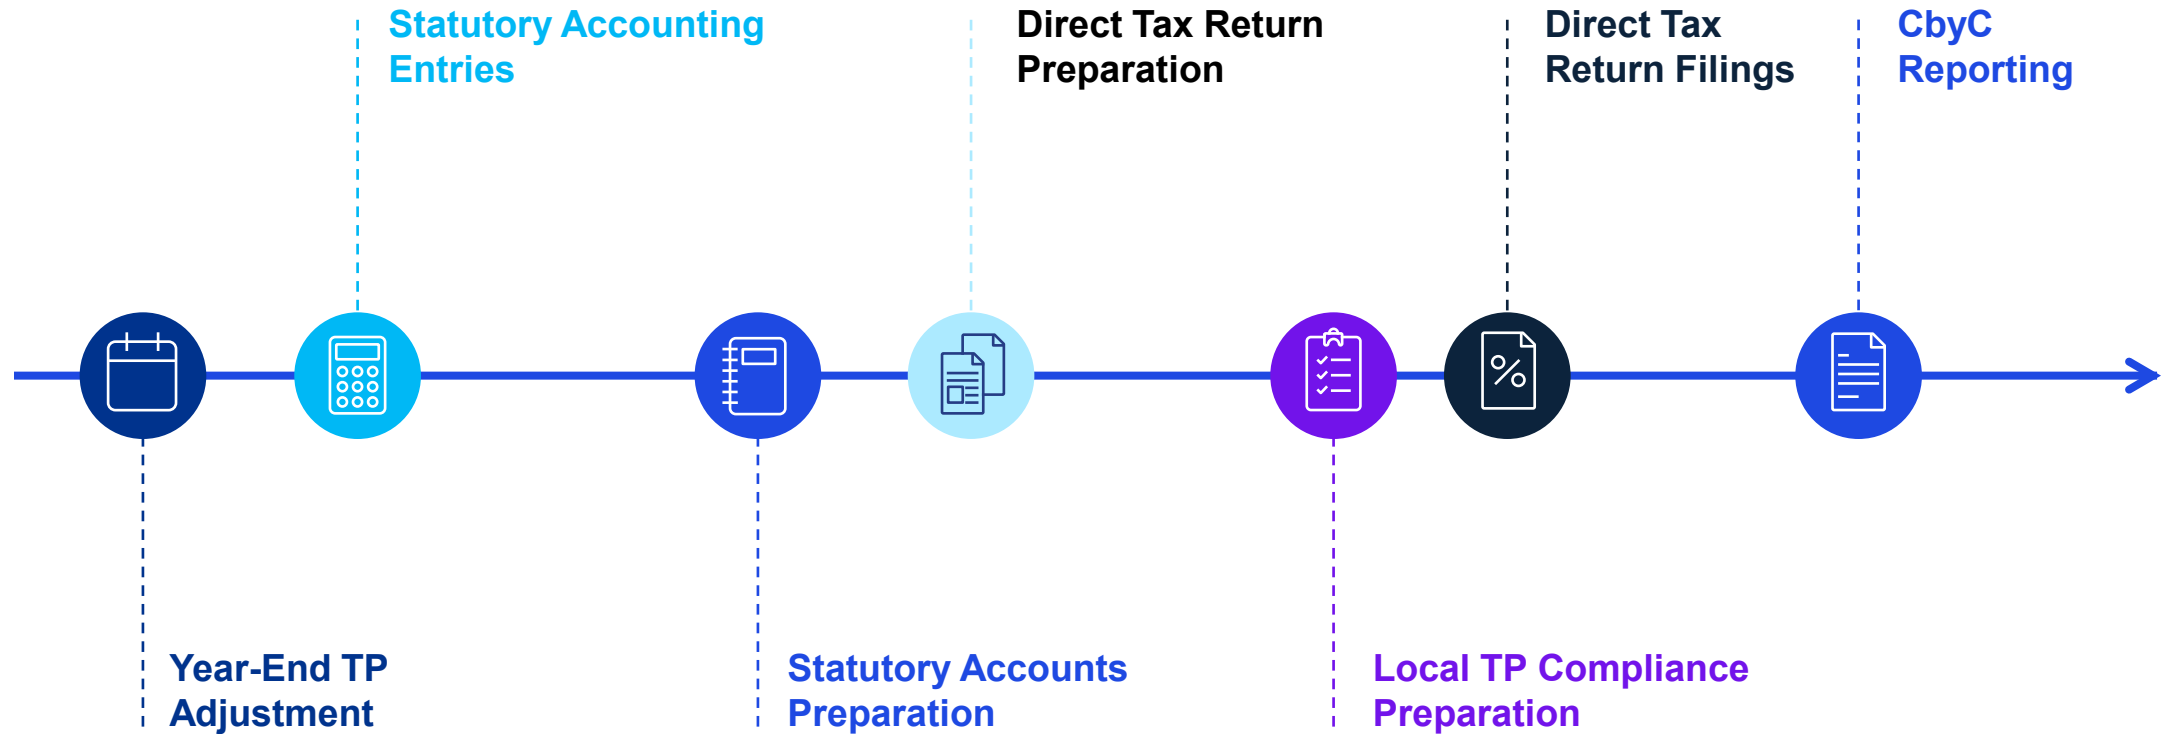 Statutory Accounting
Entries
Direct Tax Return
Preparation
Direct Tax
Return Filings
CbyC
Reporting
Year-End TP
Adjustment
Statutory Accounts
Preparation
Local TP Compliance
Preparation